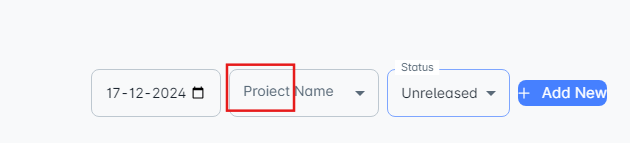 Status
17-12-2024
Project Name
Unreleased
+ Add New